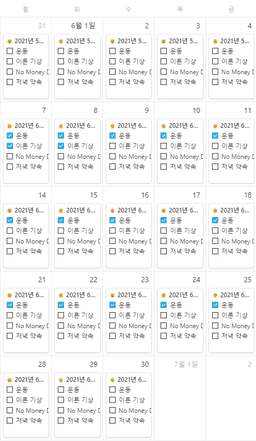 월 화 수 목 금
31 6월 1일 2 3 4
2021년 5... 2021년 5... 2021년 5... 2021년 5... 2021년 5...
운동 운동 운동 운동 운동
이른 기상 이른 기상 이른 기상 이른 기상 이른 기상
No Money D No Money D No Money D No Money D No Money D
저녁 약속 저녁 약속 저녁 약속 저녁 약속 저녁 약속
7 8 9 10 11
2021년 6... 2021년 6... 2021년 6... 2021년 6... 2021년 6...
운동 운동 운동 운동 운동
이른 기상 이른 기상 이른 기상 이른 기상 이른 기상
No Money D No Money D No Money D No Money D No Money D
저녁 약속 저녁 약속 저녁 약속 저녁 약속 저녁 약속
14 15 16 17 18
2021년 6... 2021년 6... 2021년 6... 2021년 6... 2021년 6...
운동 운동 운동 운동 운동
이른 기상 이른 기상 이른 기상 이른 기상 이른 기상
No Money D No Money D No Money D No Money D No Money D
저녁 약속 저녁 약속 저녁 약속 저녁 약속 저녁 약속
21 22 23 24 25
2021년 6... 2021년 6... 2021년 6... 2021년 6... 2021년 6...
운동 운동 운동 운동 운동
이른 기상 이른 기상 이른 기상 이른 기상 이른 기상
No Money D No Money D No Money D No Money D No Money D
저녁 약속 저녁 약속 저녁 약속 저녁 약속 저녁 약속
28 29 30 7월 1일 2
2021년 6... 2021년 6... 2021년 6...
운동 운동 운동
이른 기상 이른 기상 이른 기상
No Money D No Money D No Money D
저녁 약속 저녁 약속 저녁 약속